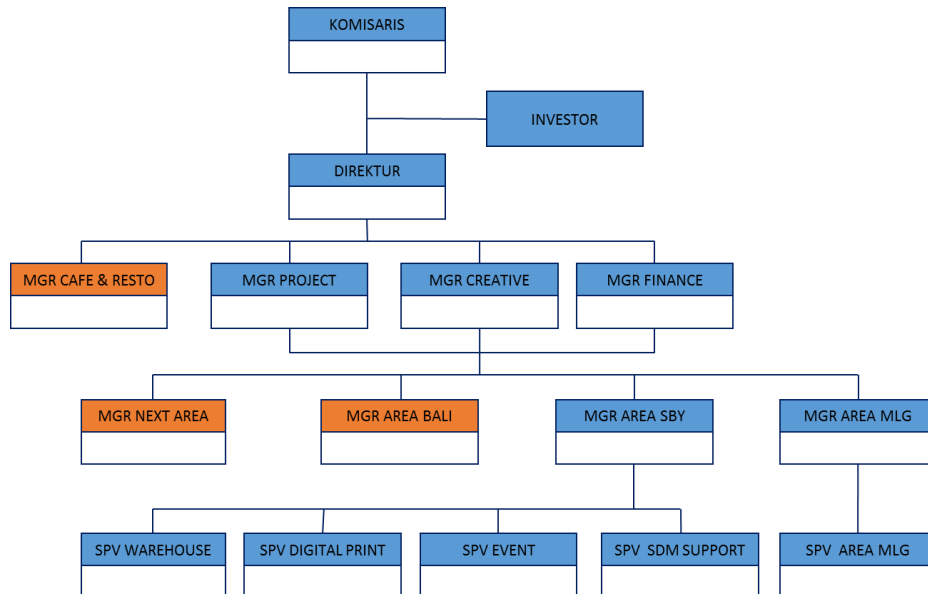 KOMISARIS
INVESTOR
DIREKTUR
MGR CAFE & RESTO
MGR PROJECT
MGR CREATIVE
MGR FINANCE
MGR NEXT AREA
MGR AREA BALI
MGR AREA SBY
MGR AREA MLG
SPV WAREHOUSE
SPV DIGITAL PRINT
SPV EVENT
SPV SDM SUPPORT
SPV AREA MLG